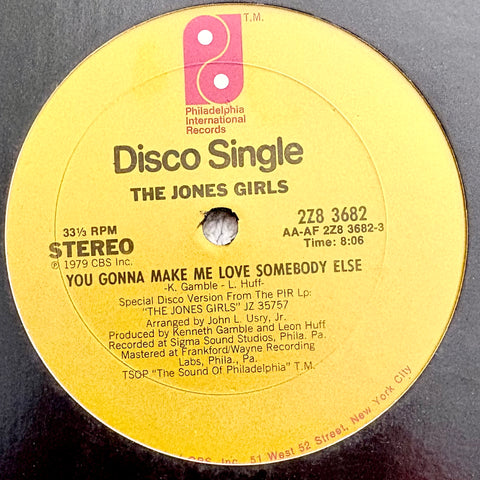 T.M.
Philadelphia
International
Records
Disco Single
THE JONES GIRLS
33⅓ RPM
STEREO
℗ 1979 CBS Inc.
2Z8 3682
AA-AF 2Z8 3682-3
Time: 8:06
YOU GONNA MAKE ME LOVE SOMEBODY ELSE
-K. Gamble - L. Huff-
Special Disco Version From The PIR Lp:
"THE JONES GIRLS" JZ 35757
Arranged by John L. Usry, Jr.
Produced by Kenneth Gamble and Leon Huff
Recorded at Sigma Sound Studios, Phila. Pa.
Mastered at Frankford/Wayne Recording
Labs, Phila., Pa.
TSOP "The Sound Of Philadelphia" T.M.
CBS, Inc. 51 West 52 Street, New York City